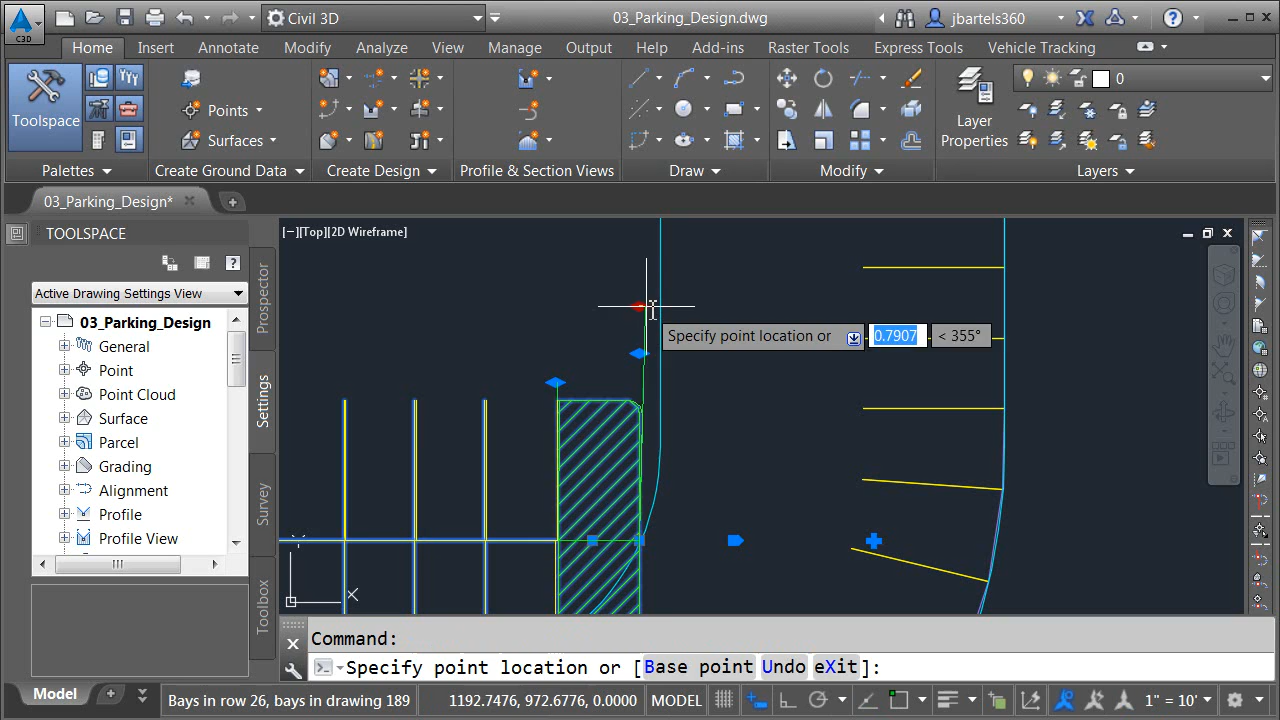 C3D
Civil 3D
03_Parking_Design.dwg
jbartels360
Home Insert Annotate Modify Analyze View Manage Output Help Add-ins Raster Tools Express Tools Vehicle Tracking
Toolspace
Points
Surfaces
Layer Properties
0
Palettes Create Ground Data Create Design Profile & Section Views Draw Modify Layers
03_Parking_Design*
TOOLSPACE
Active Drawing Settings View
03_Parking_Design
General
Point
Point Cloud
Surface
Parcel
Grading
Alignment
Profile
Profile View
Prospector
Settings
Survey
Toolbox
[−][Top][2D Wireframe]
Specify point location or 0.7907 < 355°
X
Command:
Specify point location or [Base point Undo eXit]:
Model
Bays in row26, bays in drawing 189 1192.7476, 972.6776, 0.0000 MODEL 1" = 10'